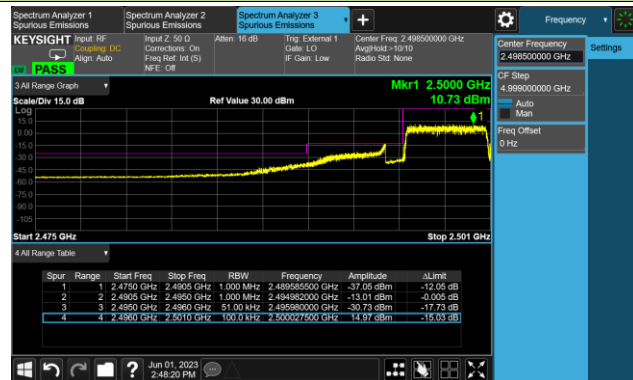 Spectrum Analyzer 1
Spurious Emissions
Spectrum Analyzer 2
Spurious Emissions
Spectrum Analyzer 3
Spurious Emissions
Frequency
KEYSIGHT
Input: RF
Coupling: DC
Align: Auto
Input Z: 50 Ω
Corrections: On
Freq Ref: Int (S)
NFE: Off
Atten: 16 dB
Trig: External 1
Gate: LO
IF Gain: Low
Center Freq: 2.498500000 GHz
Avg|Hold:>10/10
Radio Std: None
PASS
Center Frequency
2.498500000 GHz
Settings
CF Step
4.999000000 GHz
Auto
Man
Freq Offset
0 Hz
3 All Range Graph
Mkr1 2.5000 GHz
Scale/Div 15.0 dB
Ref Value 30.00 dBm
10.73 dBm
Log
15.0
0.00
-15.0
-30.0
-45.0
-60.0
-75.0
-90.0
-105
1
Start 2.475 GHz
Stop 2.501 GHz
4 All Range Table
Spur Range Start Freq Stop Freq RBW Frequency Amplitude ΔLimit
1 1 2.4750 GHz 2.4905 GHz 1.000 MHz 2.489585500 GHz -37.05 dBm -12.05 dB
2 2 2.4905 GHz 2.4950 GHz 1.000 MHz 2.494982000 GHz -13.01 dBm -0.005 dB
3 3 2.4950 GHz 2.4960 GHz 51.00 kHz 2.495980000 GHz -30.73 dBm -17.73 dB
4 4 2.4960 GHz 2.5010 GHz 100.0 kHz 2.500027500 GHz 14.97 dBm -15.03 dB
Jun 01, 2023
2:48:20 PM